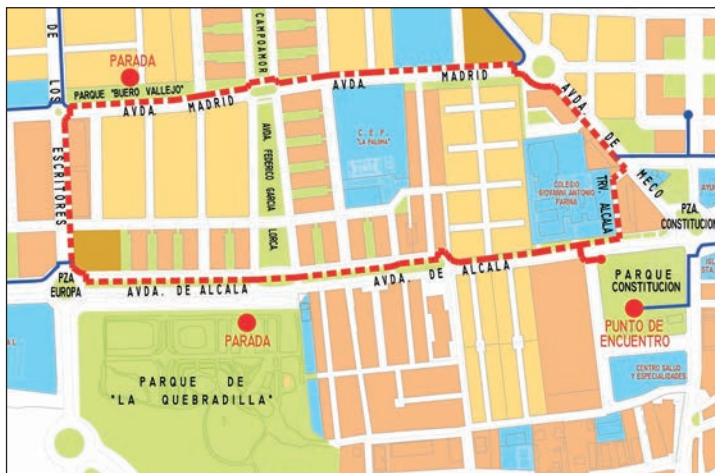 DE LOS
ESCRITORES
PARADA
PARQUE "BUERO VALLEJO"
AVDA. MADRID
CAMPOAMOR
AVDA. MADRID
AVDA. DE MECO
AVDA. FEDERICO GARCIA LORCA
C. E. P.
"LA PALOMA"
COLEGIO
GIOVANNI ANTONIO
FARINA
TRV. ALCALA
PZA.
CONSTITUCION
PZA
EUROPA
AVDA. DE ALCALA
AVDA. DE ALCALA
PARQUE
CONSTITUCION
PARADA
PUNTO DE
ENCUENTRO
PARQUE DE
"LA QUEBRADILLA"
CENTRO SALUD
Y ESPECIALIDADES